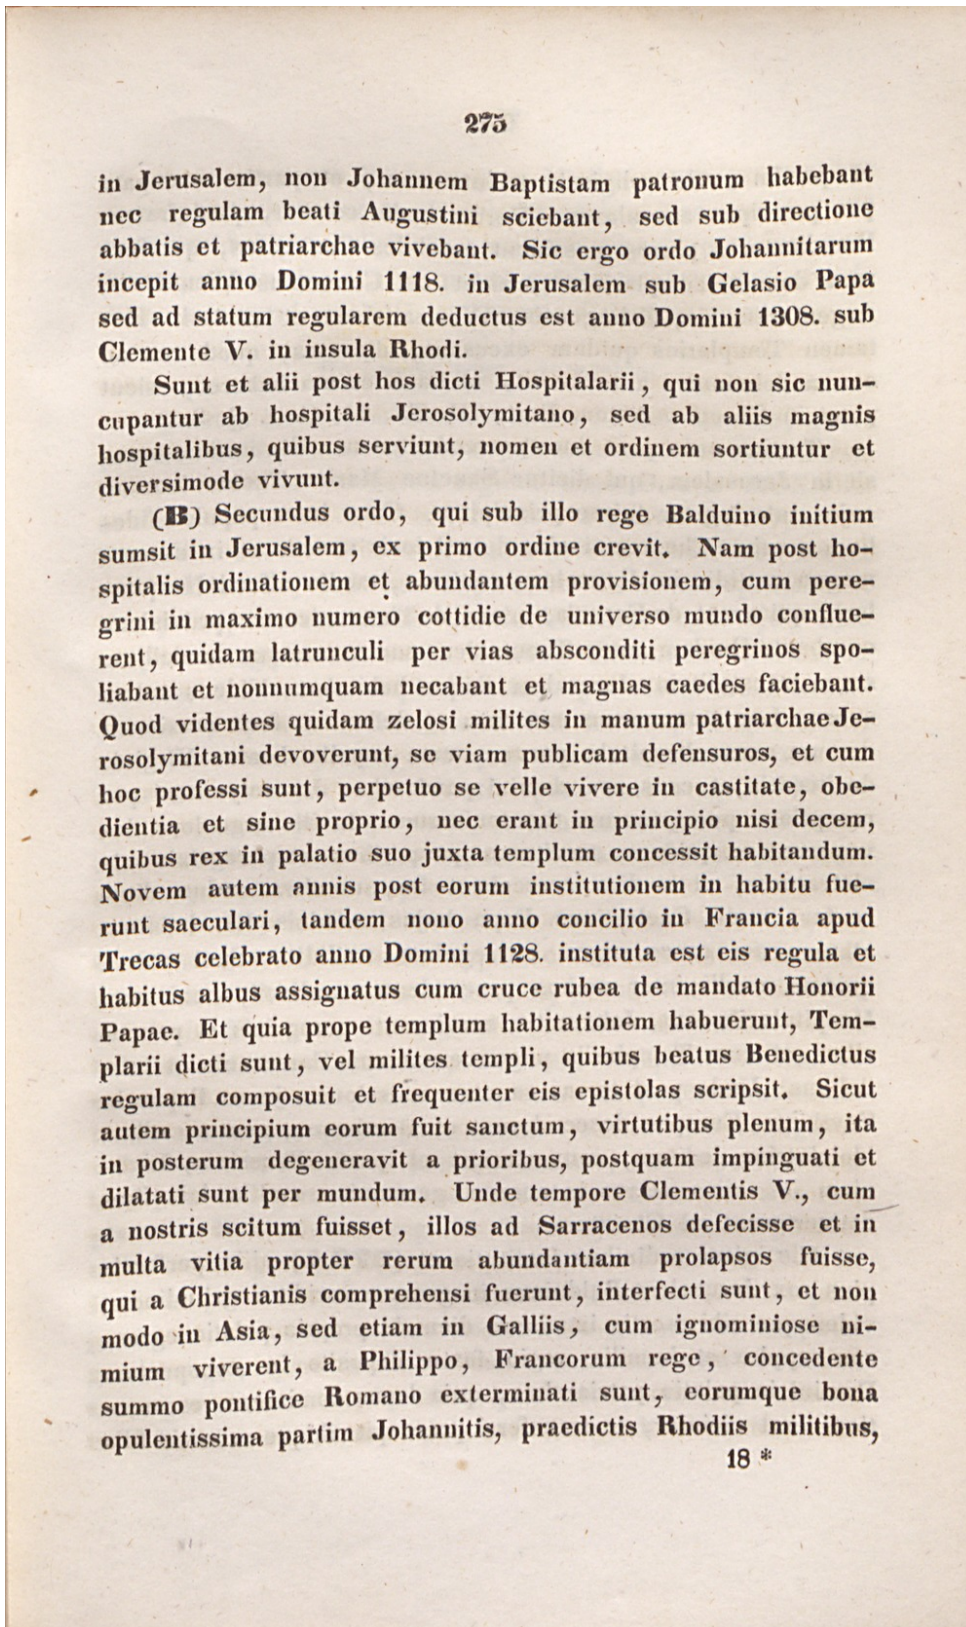 275
in Jerusalem, non Johannem Baptistam patronum habebant
nec regulam beati Augustini sciebant, sed sub directione
abbatis et patriarchae vivebant. Sic ergo ordo Johannitarum
incepit anno Domini 1118. in Jerusalem sub Gelasio Papa
sed ad statum regularem deductus est anno Domini 1308. sub
Clemente V. in insula Rhodi.
Sunt et alii post hos dicti Hospitalarii, qui non sic nun-
cupantur ab hospitali Jerosolymitano, sed ab aliis magnis
hospitalibus, quibus serviunt, nomen et ordinem sortiuntur et
diversimode vivunt.
(B) Secundus ordo, qui sub illo rege Balduino initium
sumsit in Jerusalem, ex primo ordine crevit. Nam post ho-
spitalis ordinationem et abundantem provisionem, cum pere-
grini in maximo numero cottidie de universo mundo conflue-
rent, quidam latrunculi per vias absconditi peregrinos spo-
liabant et nonnumquam necabant et magnas caedes faciebant.
Quod videntes quidam zelosi milites in manum patriarchae Je-
rosolymitani devoverunt, se viam publicam defensuros, et cum
hoc professi sunt, perpetuo se velle vivere in castitate, obe-
dientia et sine proprio, nec erant in principio nisi decem,
quibus rex in palatio suo juxta templum concessit habitandum.
Novem autem annis post eorum institutionem in habitu fue-
runt saeculari, tandem nono anno concilio in Francia apud
Trecas celebrato anno Domini 1128. instituta est eis regula et
habitus albus assignatus cum cruce rubea de mandato Honorii
Papae. Et quia prope templum habitationem habuerunt, Tem-
plarii dicti sunt, vel milites templi, quibus beatus Benedictus
regulam composuit et frequenter eis epistolas scripsit. Sicut
autem principium eorum fuit sanctum, virtutibus plenum, ita
in posterum degeneravit a prioribus, postquam impinguati et
dilatati sunt per mundum. Unde tempore Clementis V., cum
a nostris scitum fuisset, illos ad Sarracenos defecisse et in
multa vitia propter rerum abundantiam prolapsos fuisse,
qui a Christianis comprehensi fuerunt, interfecti sunt, et non
modo in Asia, sed etiam in Galliis, cum ignominiose ni-
mium viverent, a Philippo, Francorum rege, concedente
summo pontifice Romano exterminati sunt, eorumque bona
opulentissima partim Johannitis, praedictis Rhodiis militibus,
18 *